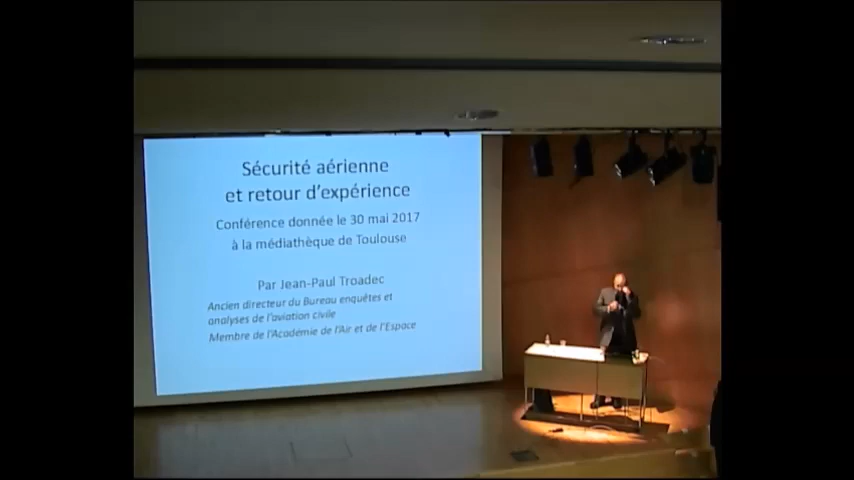 Sécurité aérienne
et retour d'expérience
Conférence donnée le 30 mai 2017
à la médiathèque de Toulouse
Par Jean-Paul Troadec
Ancien directeur du Bureau enquêtes et
analyses de l'aviation civile
Membre de l'Académie de l'Air et de l'Espace